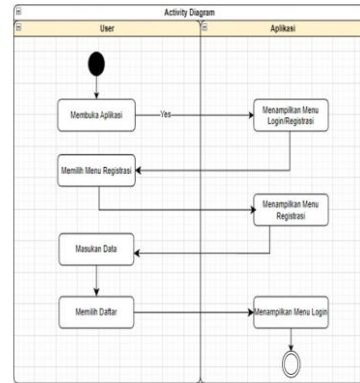 Activity Diagram
User
Aplikasi
Membuka Aplikasi
Yes
Menampilkan Menu
Login/Registrasi
Memilih Menu Registrasi
Menampilkan Menu
Registrasi
Masukan Data
Memilih Daftar
Menampilkan Menu Login